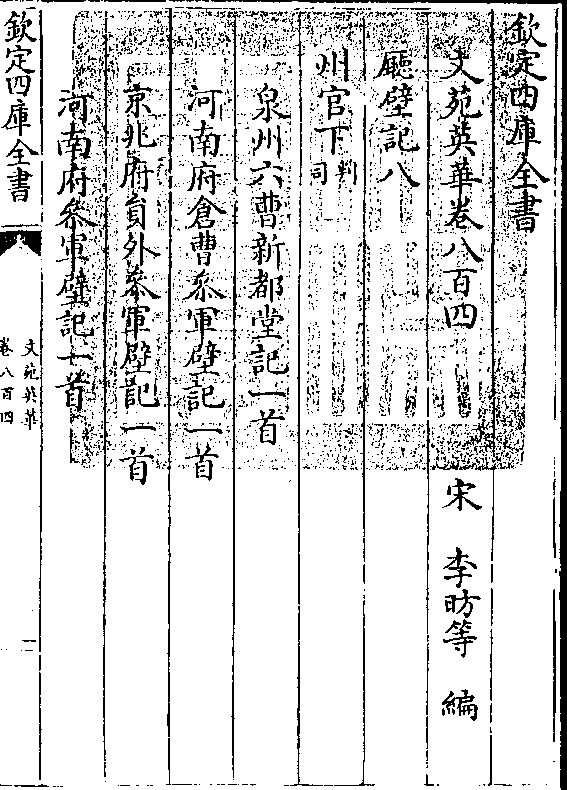 欽定四庫全書
文苑英華卷八百四
宋 李昉等 編
廳壁記八
州官下 判司
泉州六曹新都堂記一首
河南府倉曹叅軍壁記一首
京兆府員外叅軍壁記一首
河南府叅軍壁記一首
欽定四庫全書
文苑英華
卷八百四
一